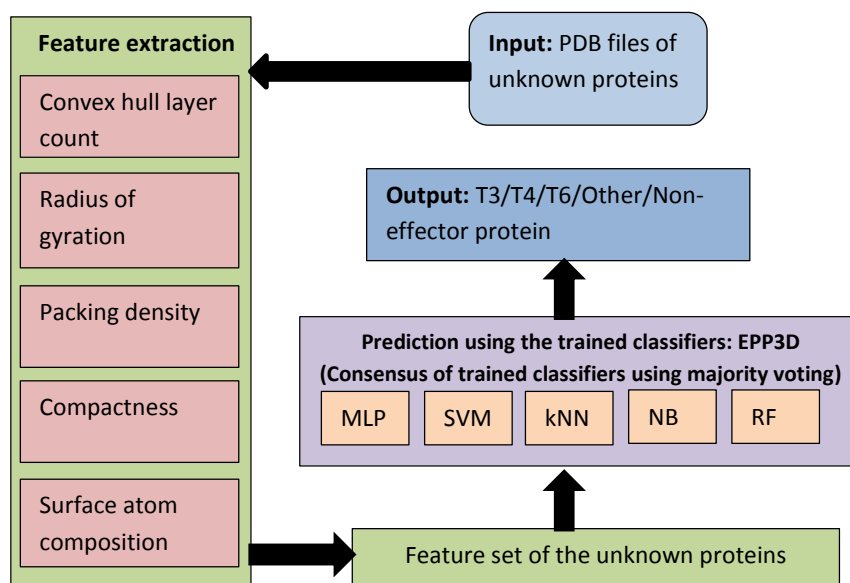 Feature extraction
Convex hull layer
count
Radius of
gyration
Packing density
Compactness
Surface atom
composition
Input: PDB files of
unknown proteins
Output: T3/T4/T6/Other/Non-
effector protein
Prediction using the trained classifiers: EPP3D
(Consensus of trained classifiers using majority voting)
MLP
SVM
kNN
NB
RF
Feature set of the unknown proteins